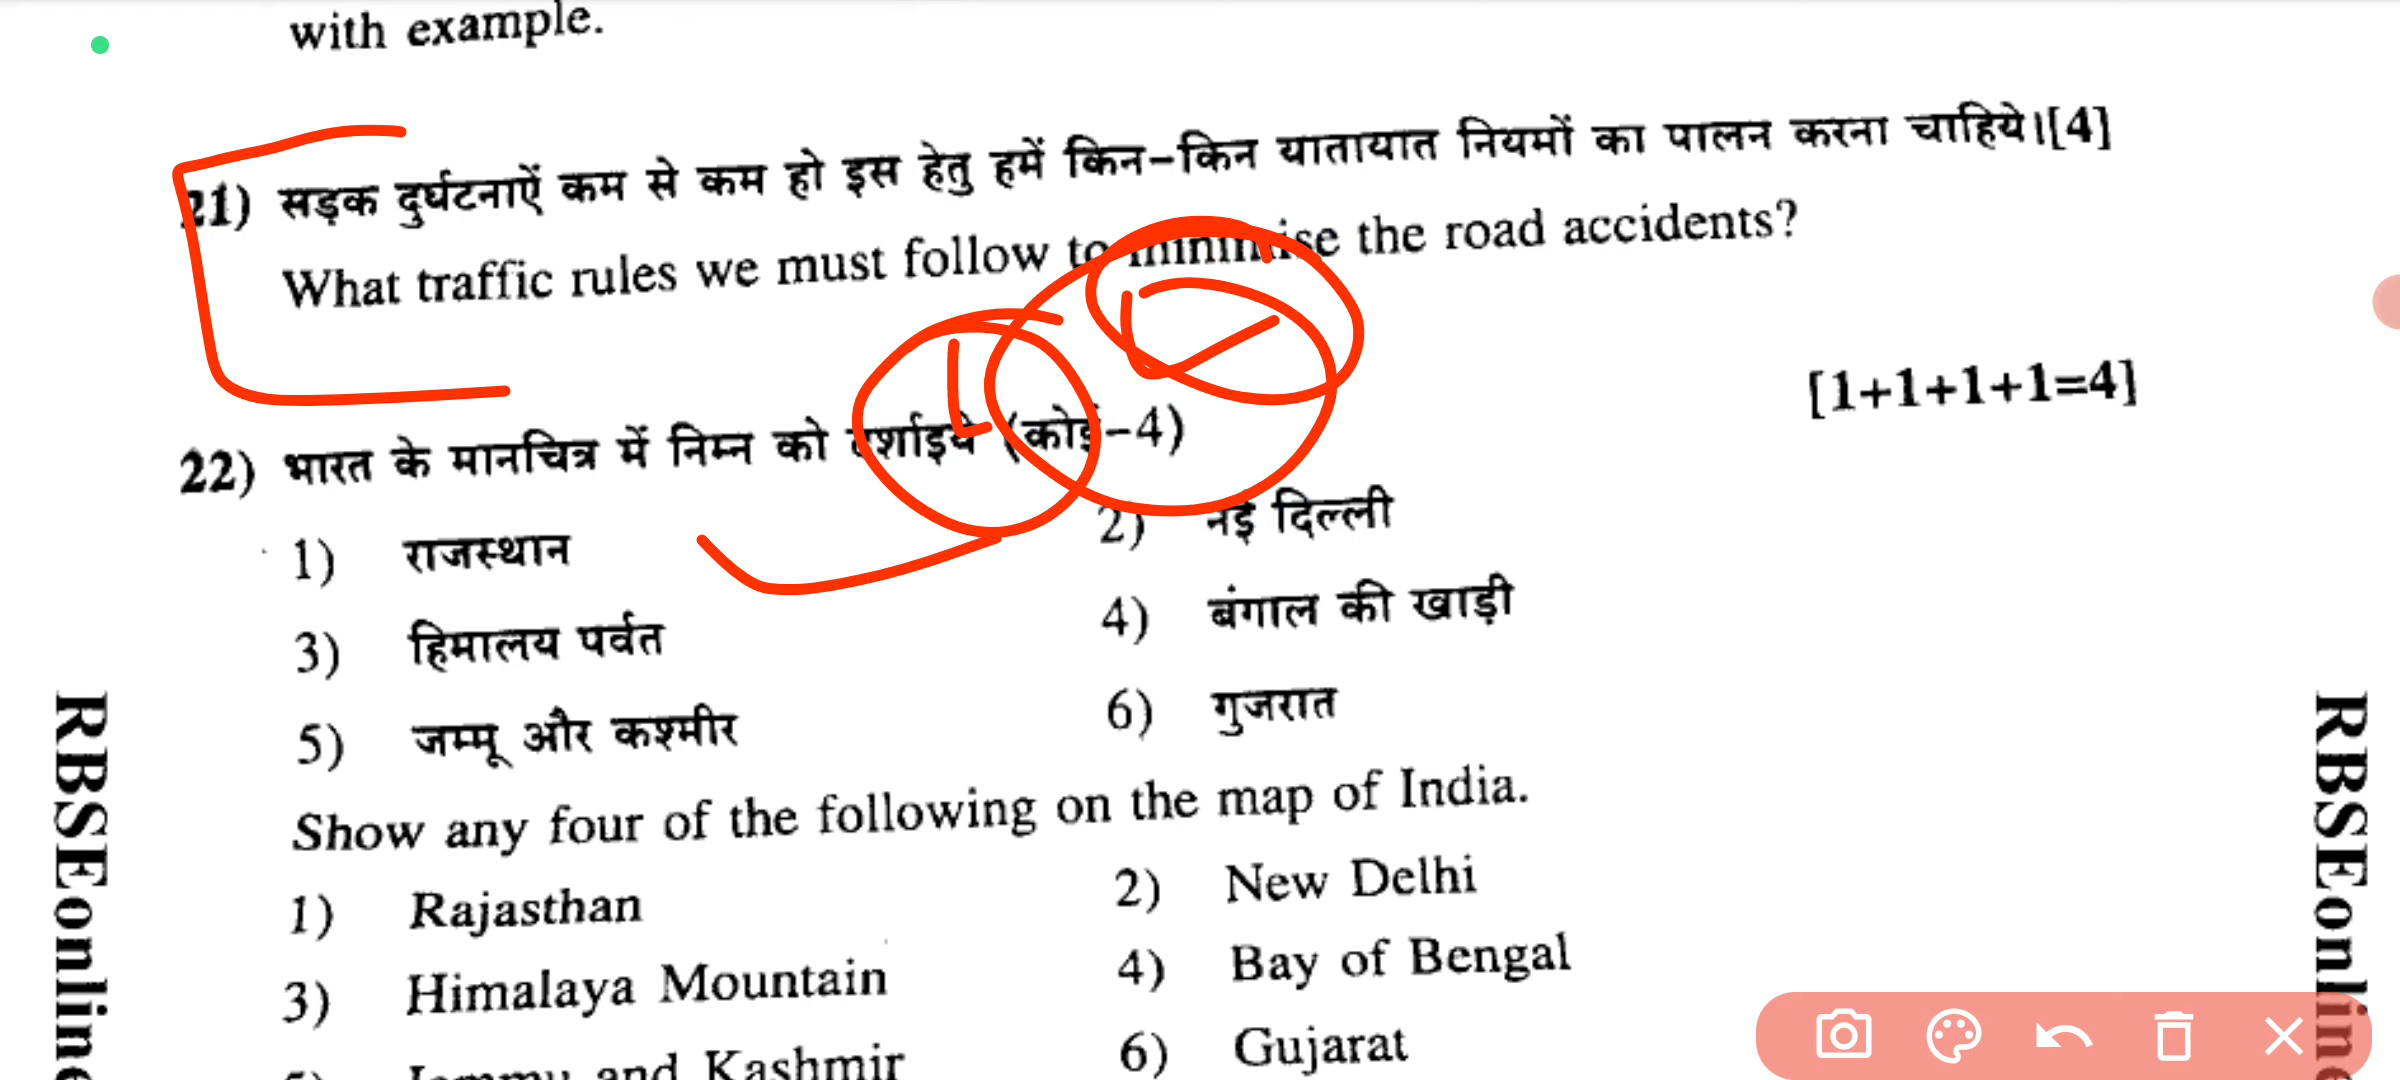 with example.
21) सड़क दुर्घटनाऐं कम से कम हो इस हेतु हमें किन-किन यातायात नियमों का पालन करना चाहिये।[4]
What traffic rules we must follow to minimise the road accidents?
[1+1+1+1=4]
22) भारत के मानचित्र में निम्न को दर्शाइये (कोई-4)
1) राजस्थान 2) नई दिल्ली
3) हिमालय पर्वत 4) बंगाल की खाड़ी
5) जम्मू और कश्मीर 6) गुजरात
Show any four of the following on the map of India.
1) Rajasthan 2) New Delhi
3) Himalaya Mountain 4) Bay of Bengal
5) Jammu and Kashmir 6) Gujarat
RBSEonline
RBSEonline